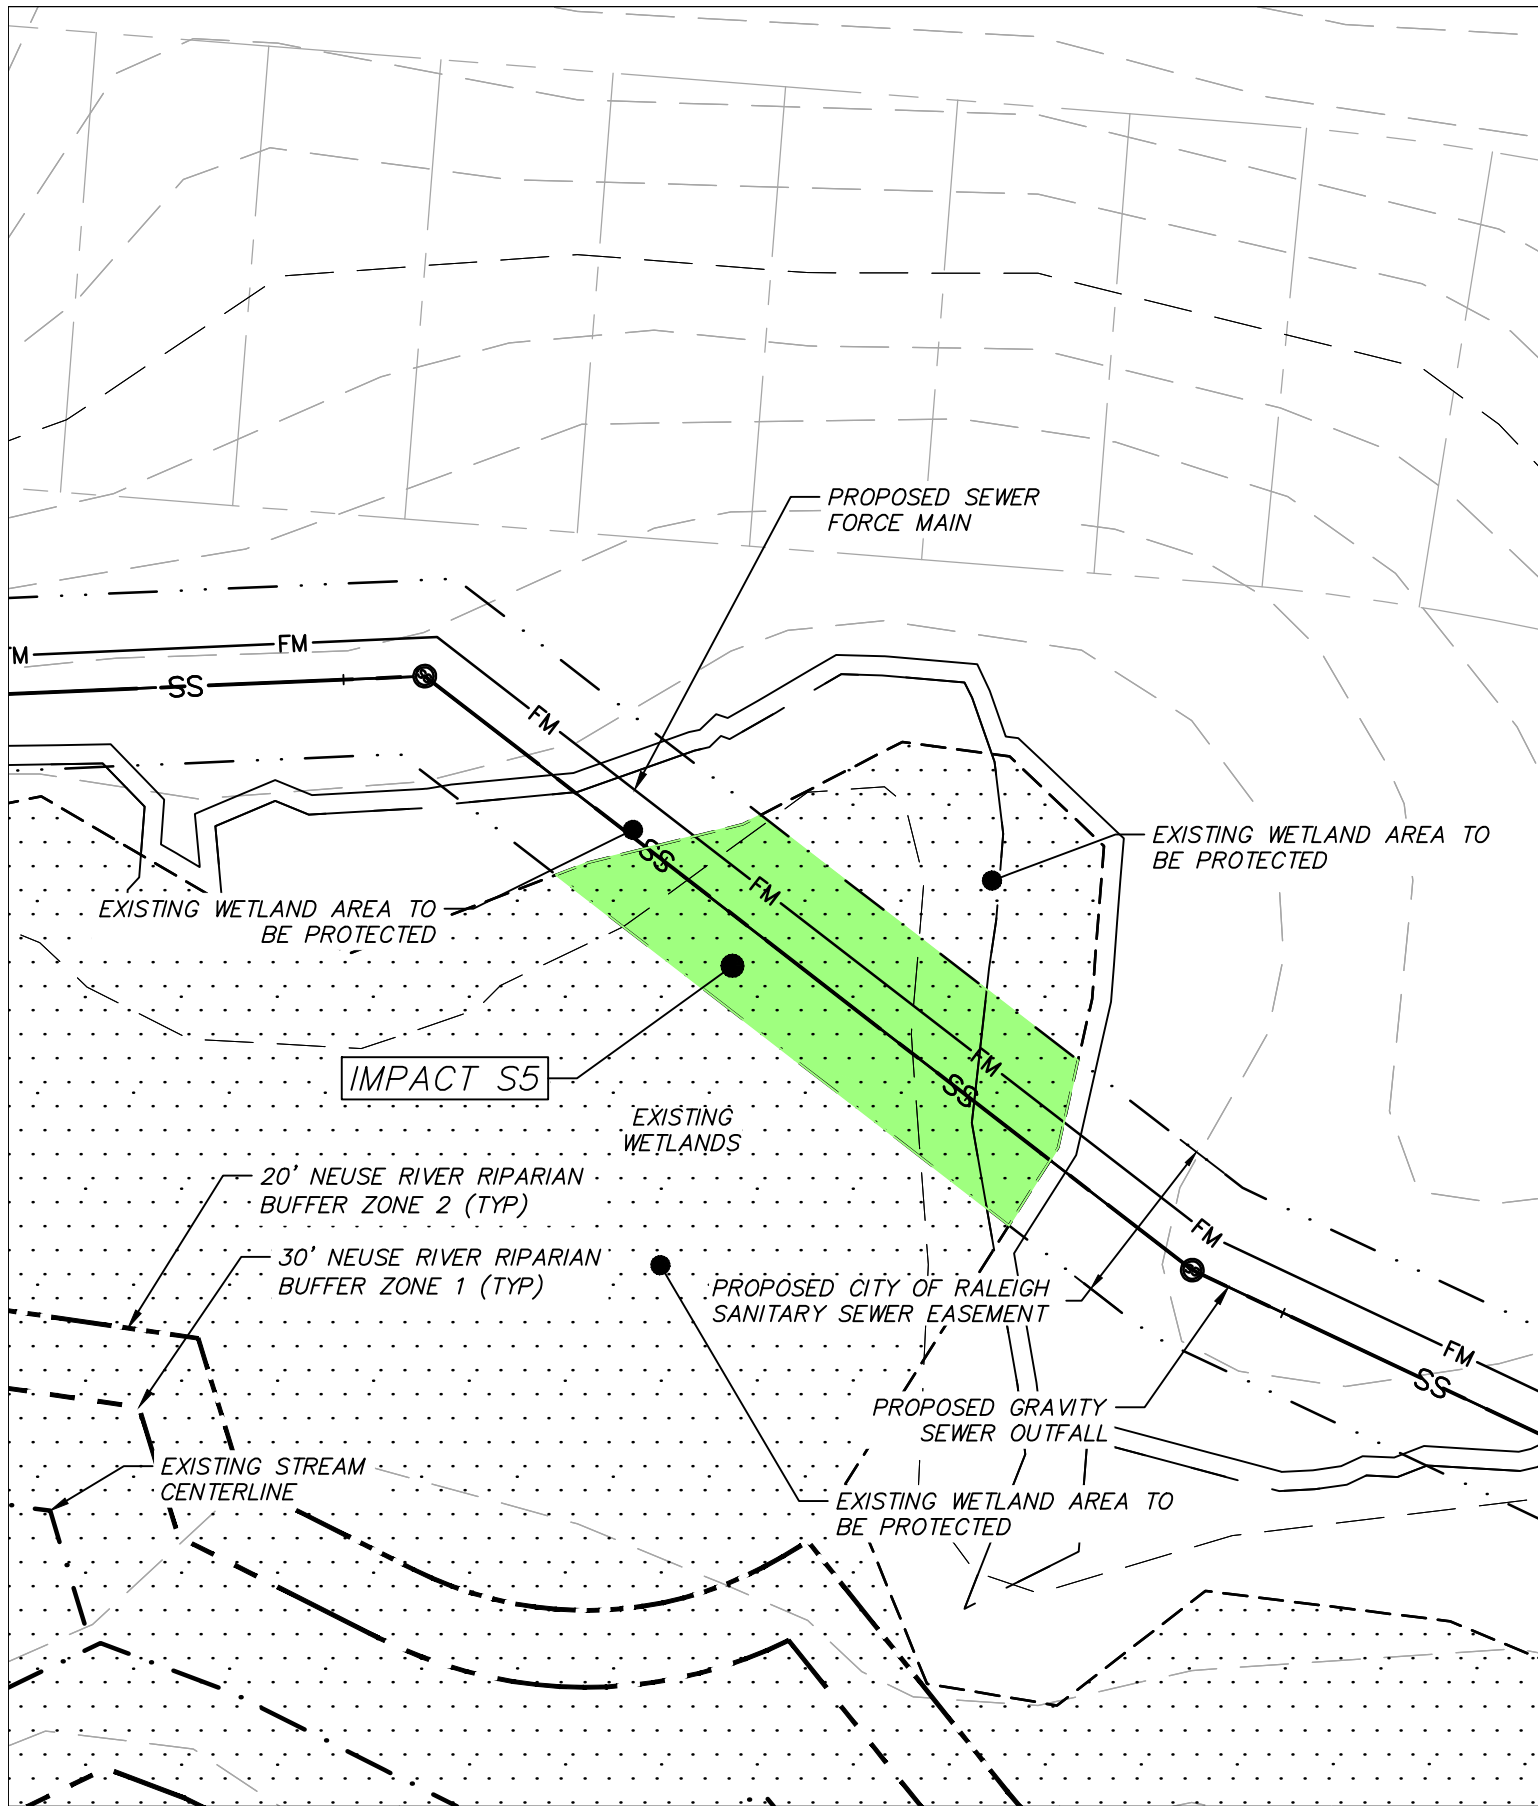 PROPOSED SEWER
FORCE MAIN
FM
FM
SS
SS
FM
SS
FM
EXISTING WETLAND AREA TO
BE PROTECTED
EXISTING WETLAND AREA TO
BE PROTECTED
IMPACT S5
FM
SS
EXISTING
WETLANDS
20' NEUSE RIVER RIPARIAN
BUFFER ZONE 2 (TYP)
30' NEUSE RIVER RIPARIAN
BUFFER ZONE 1 (TYP)
FM
SS
PROPOSED CITY OF RALEIGH
SANITARY SEWER EASEMENT
FM
SS
PROPOSED GRAVITY
SEWER OUTFALL
EXISTING STREAM
CENTERLINE
EXISTING WETLAND AREA TO
BE PROTECTED